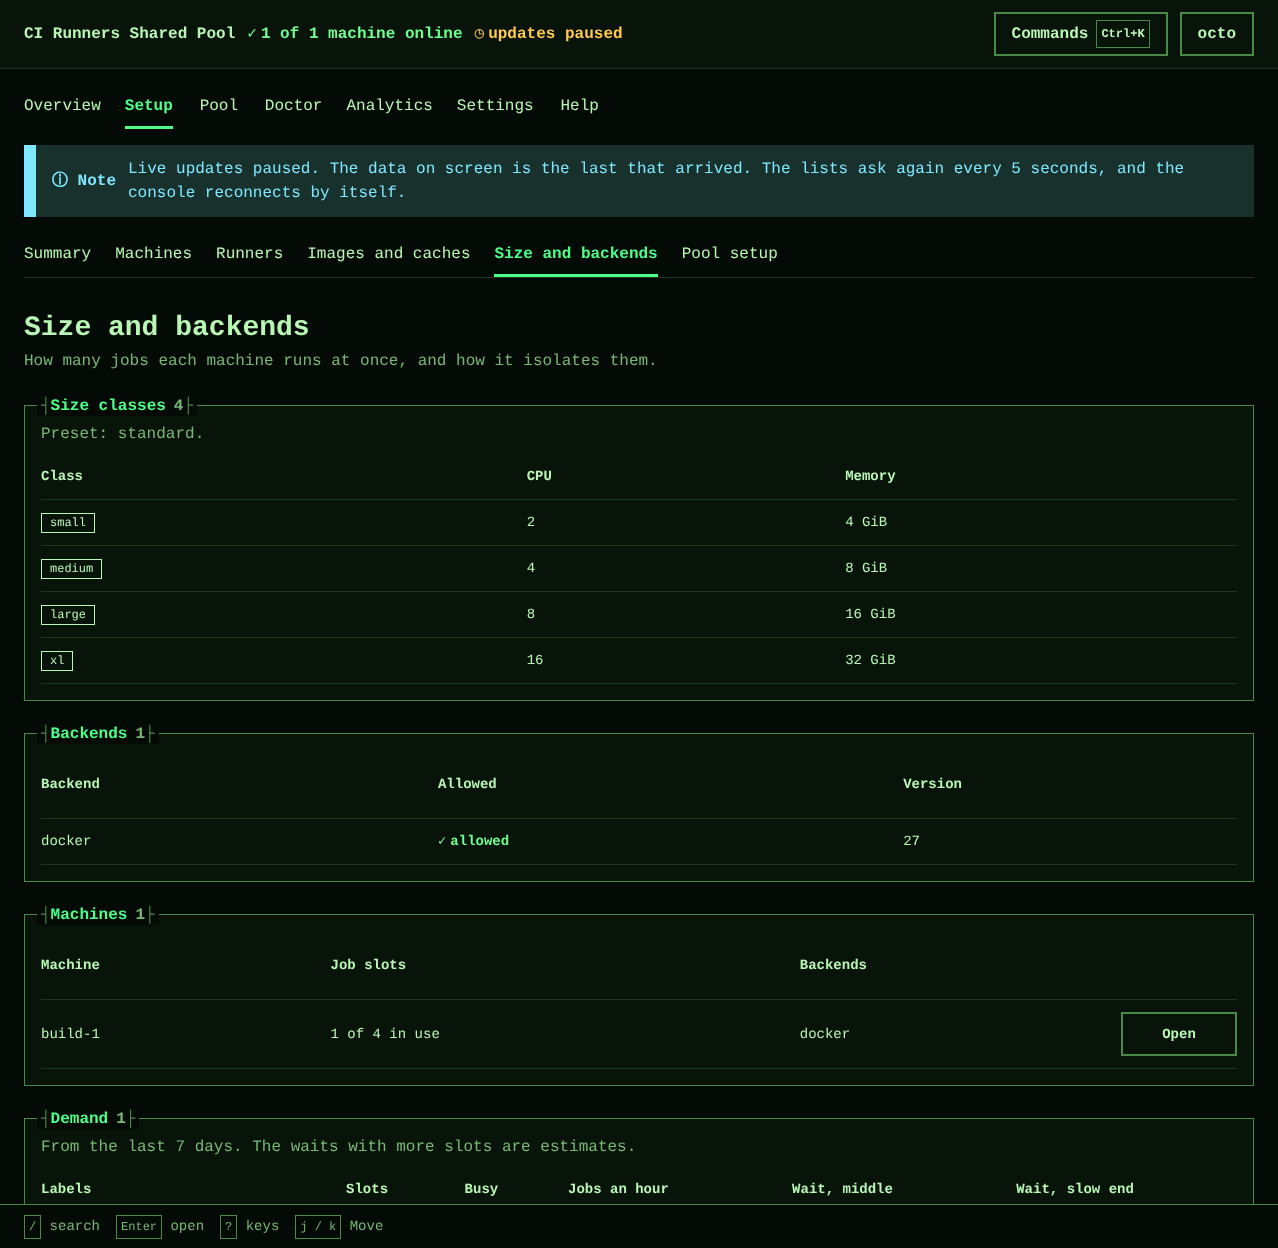 CI Runners Shared Pool ✓ 1 of 1 machine online ◷ updates paused Commands Ctrl+K octo
Overview Setup Pool Doctor Analytics Settings Help
ⓘ Note Live updates paused. The data on screen is the last that arrived. The lists ask again every 5 seconds, and the
console reconnects by itself.
Summary Machines Runners Images and caches Size and backends Pool setup
Size and backends
How many jobs each machine runs at once, and how it isolates them.
┤Size classes 4├
Preset: standard.
Class CPU Memory
small 2 4 GiB
medium 4 8 GiB
large 8 16 GiB
xl 16 32 GiB
┤Backends 1├
Backend Allowed Version
docker ✓ allowed 27
┤Machines 1├
Machine Job slots Backends
build-1 1 of 4 in use docker Open
┤Demand 1├
From the last 7 days. The waits with more slots are estimates.
Labels Slots Busy Jobs an hour Wait, middle Wait, slow end
/ search Enter open ? keys j / k Move